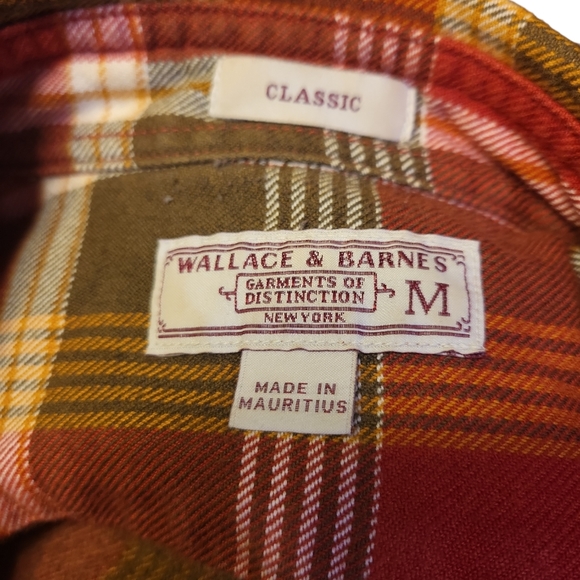 CLASSIC
WALLACE & BARNES
GARMENTS OF
DISTINCTION
NEW YORK
M
MADE IN
MAURITIUS